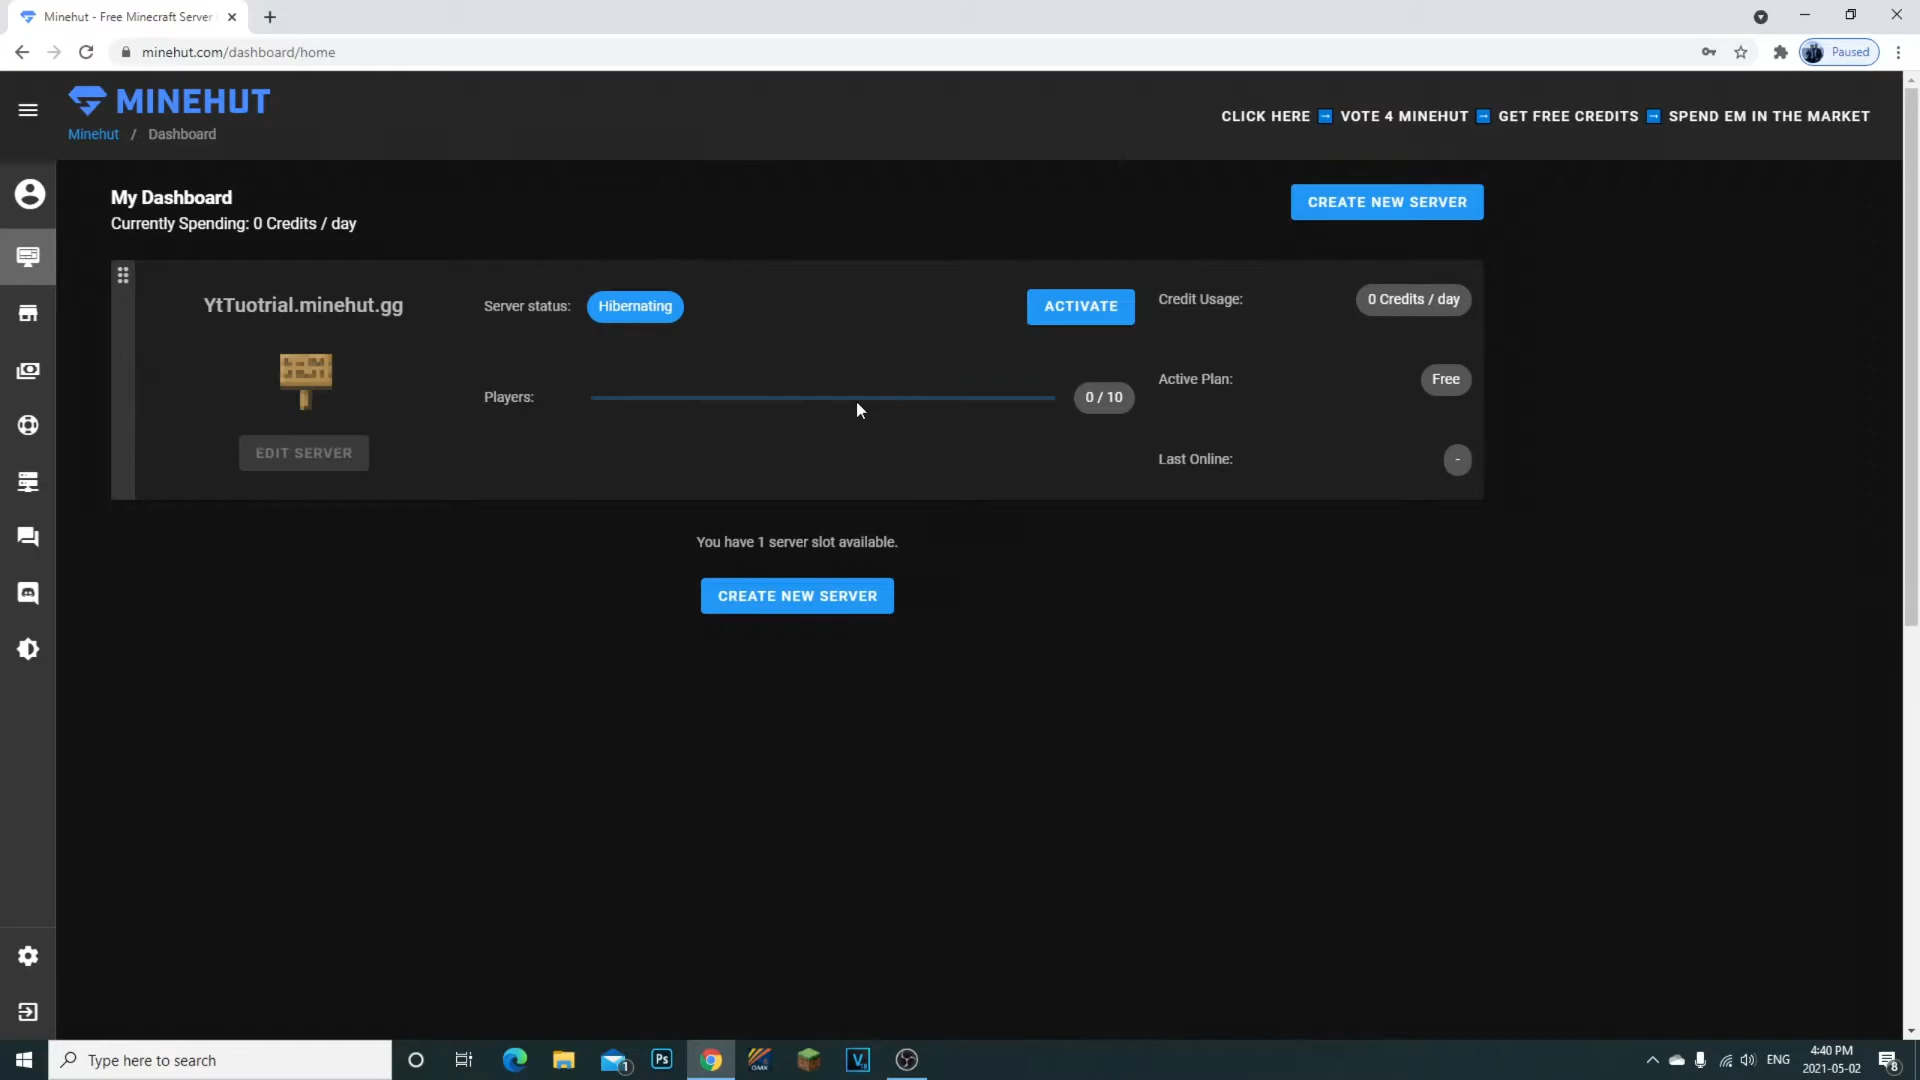 Minehut - Free Minecraft Server
minehut.com/dashboard/home
Paused
MINEHUT
Minehut / Dashboard
CLICK HERE → VOTE 4 MINEHUT → GET FREE CREDITS → SPEND EM IN THE MARKET
My Dashboard
Currently Spending: 0 Credits / day
CREATE NEW SERVER
YtTuotrial.minehut.gg
Server status: Hibernating
ACTIVATE
Credit Usage: 0 Credits / day
Players: 0 / 10
Active Plan: Free
EDIT SERVER
Last Online: -
You have 1 server slot available.
CREATE NEW SERVER
Type here to search
1
Ps
GMX
V
ENG
4:40 PM
2021-05-02
8